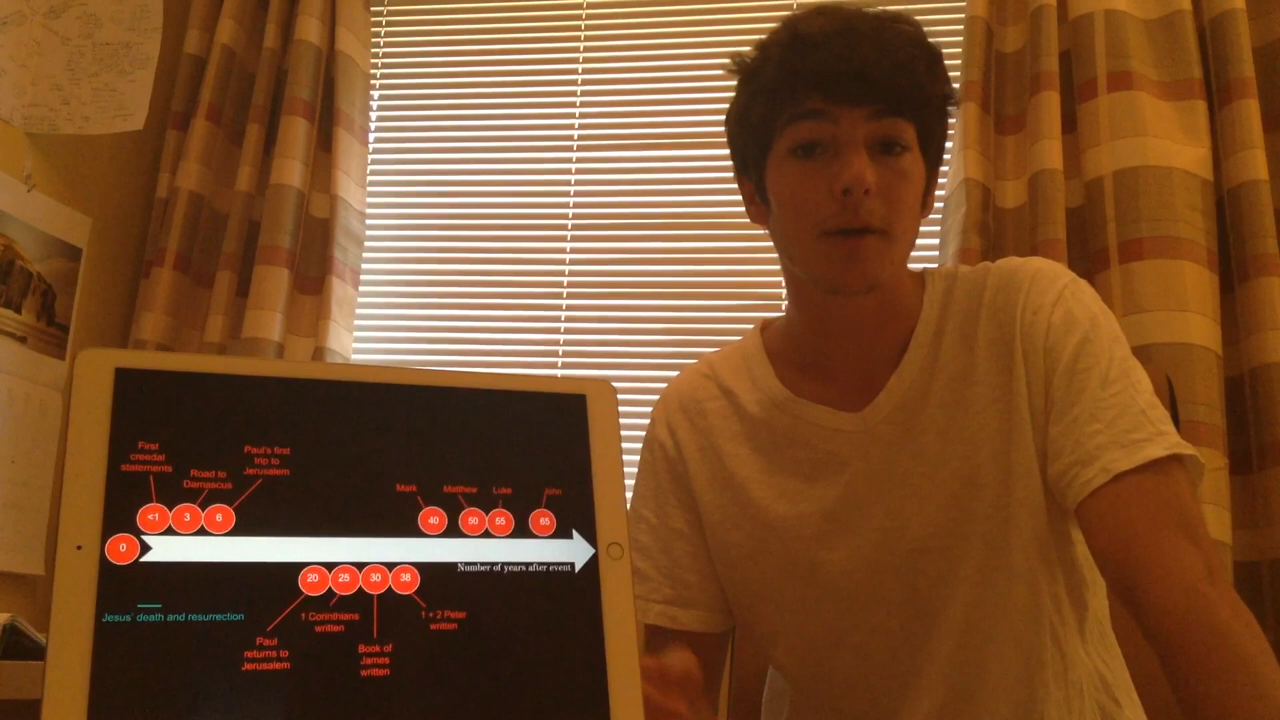 First
creedal
statements
Road to
Damascus
Paul's first
trip to
Jerusalem
Mark
Matthew
Luke
John
<1
3
6
40
50
55
65
0
Number of years after event
20
25
30
38
Jesus' death and resurrection
Paul
returns to
Jerusalem
1 Corinthians
written
Book of
James
written
1 + 2 Peter
written